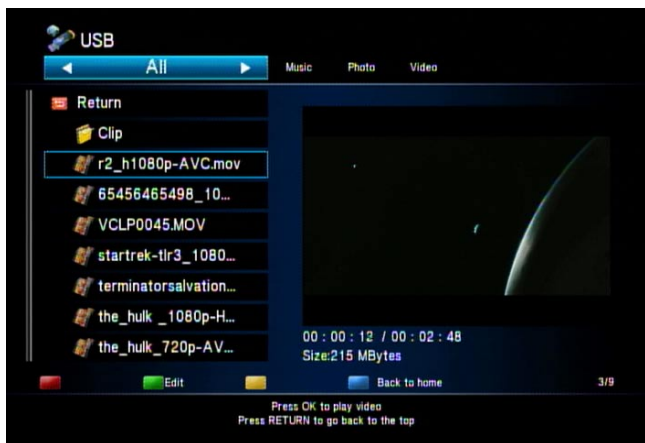 USB
All
Music Photo Video
Return
Clip
r2_h1080p-AVC.mov
65456465498_10...
VCLP0045.MOV
startrek-tlr3_1080...
terminatorsalvation...
the_hulk _1080p-H...
the_hulk_720p-AV...
00 : 00 : 12 / 00 : 02 : 48
Size:215 MBytes
Edit Back to home 3/9
Press OK to play video
Press RETURN to go back to the top